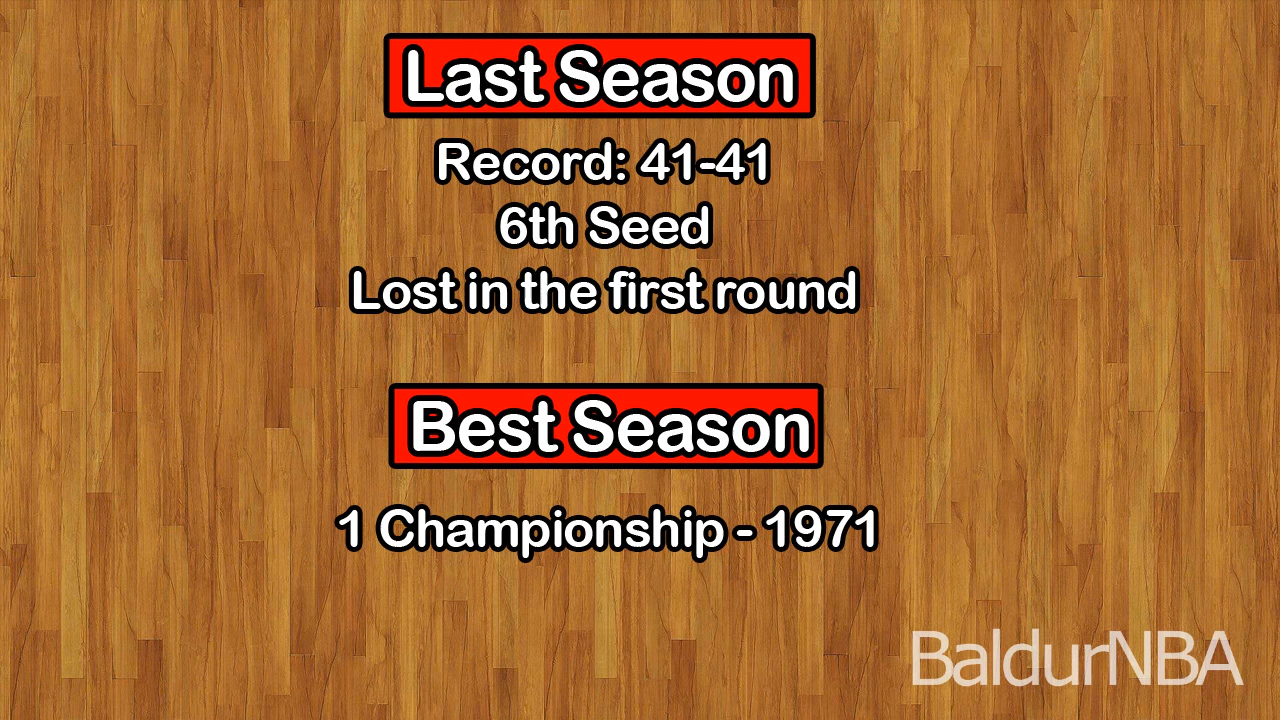 Last Season
Record: 41-41
6th Seed
Lost in the first round
Best Season
1 Championship - 1971
BaldurNBA